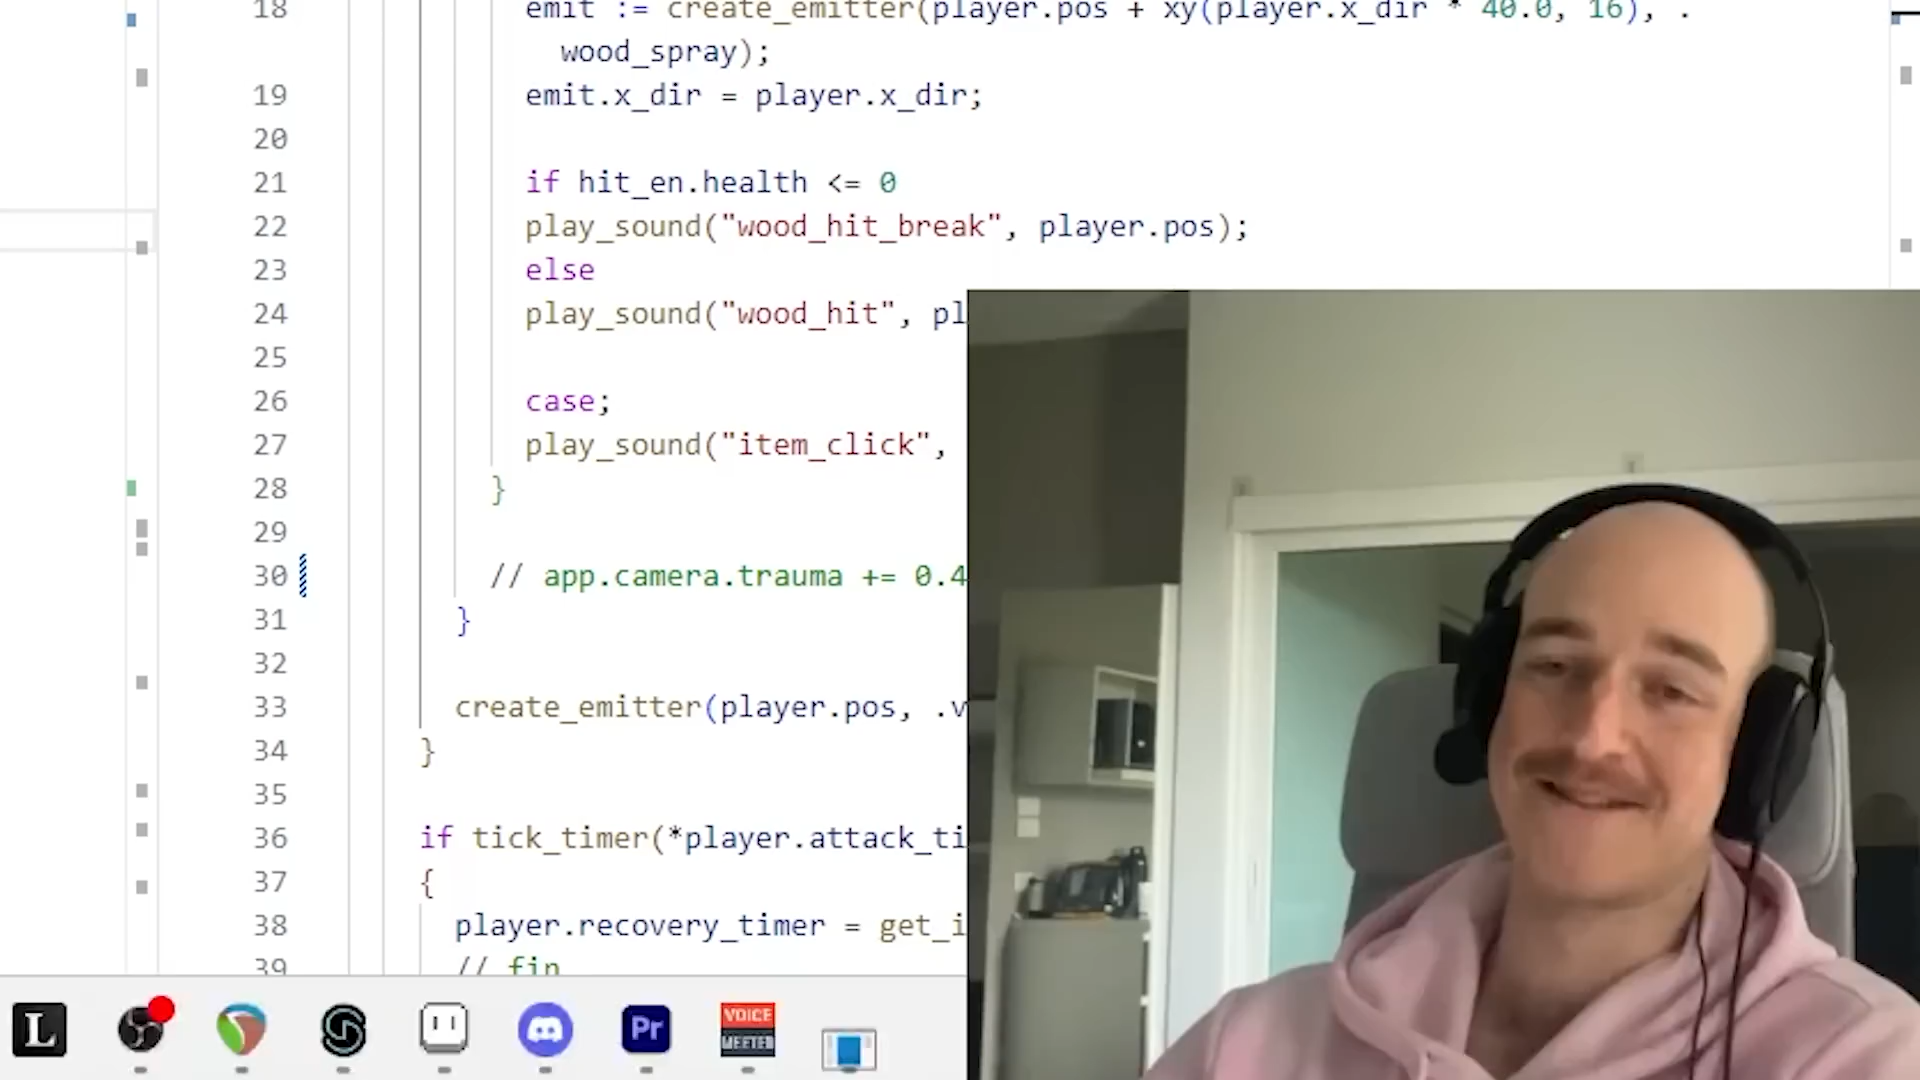 18 emit := create_emitter(player.pos + xy(player.x_dir * 40.0, 16), .
wood_spray);
19 emit.x_dir = player.x_dir;
20
21 if hit_en.health <= 0
22 play_sound("wood_hit_break", player.pos);
23 else
24 play_sound("wood_hit", pl
25
26 case;
27 play_sound("item_click",
28 }
29
30 // app.camera.trauma += 0.4
31 }
32
33 create_emitter(player.pos, .v
34 }
35
36 if tick_timer(*player.attack_ti
37 {
38 player.recovery_timer = get_i
39 // fin
L
Pr
VOICE
MEETER